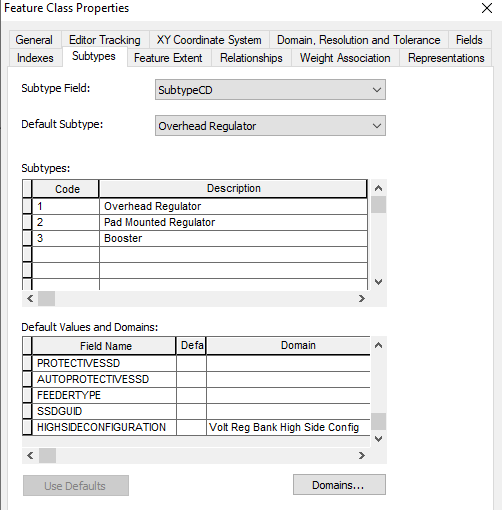 Feature Class Properties
General Editor Tracking XY Coordinate System Domain, Resolution and Tolerance Fields
Indexes Subtypes Feature Extent Relationships Weight Association Representations
Subtype Field: SubtypeCD
Default Subtype: Overhead Regulator
Subtypes:
Code Description
1 Overhead Regulator
2 Pad Mounted Regulator
3 Booster
Default Values and Domains:
Field Name Defa Domain
PROTECTIVESSD
AUTOPROTECTIVESSD
FEEDERTYPE
SSDGUID
HIGHSIDECONFIGURATION Volt Reg Bank High Side Config
Use Defaults Domains...